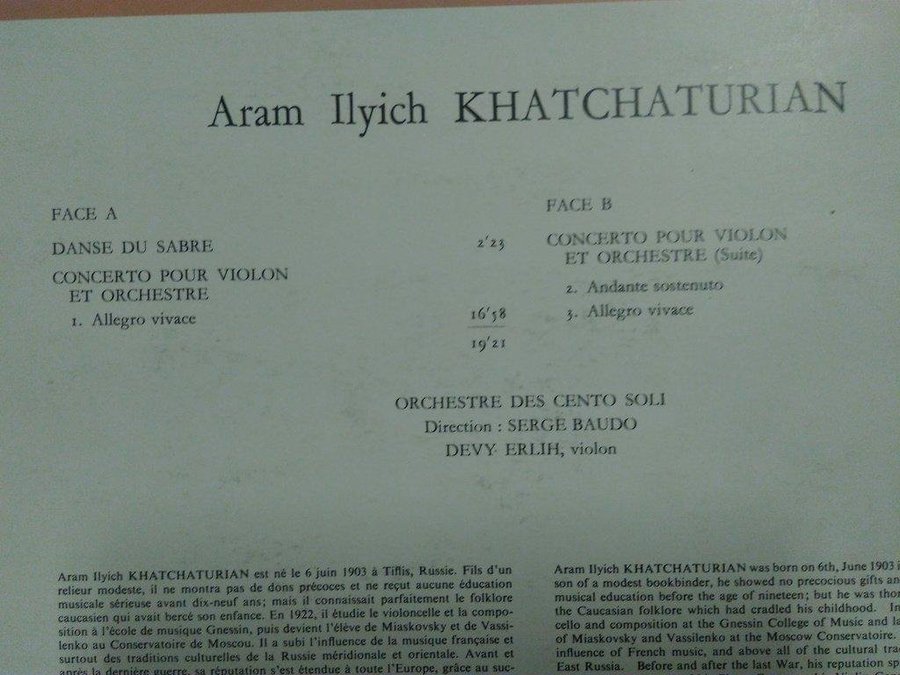 Aram Ilyich KHATCHATURIAN
FACE A
DANSE DU SABRE 2'23
CONCERTO POUR VIOLON
ET ORCHESTRE
1. Allegro vivace 16'58
19'21
FACE B
CONCERTO POUR VIOLON
ET ORCHESTRE (Suite)
2. Andante sostenuto
3. Allegro vivace
ORCHESTRE DES CENTO SOLI
Direction : SERGE BAUDO
DEVY ERLIH, violon
Aram Ilyich KHATCHATURIAN est né le 6 juin 1903 à Tiflis, Russie. Fils d'un
relieur modeste, il ne montra pas de dons précoces et ne reçut aucune éducation
musicale sérieuse avant dix-neuf ans; mais il connaissait parfaitement le folklore
caucasien qui avait bercé son enfance. En 1922, il étudie le violoncelle et la compo-
sition à l'école de musique Gnessin, puis devient l'élève de Miaskovsky et de Vassi-
lenko au Conservatoire de Moscou. Il a subi l'influence de la musique française et
surtout des traditions culturelles de la Russie méridionale et orientale. Avant et
après la dernière guerre, sa réputation s'est étendue à toute l'Europe, grâce au suc-
Aram Ilyich KHATCHATURIAN was born on 6th, June 1903
son of a modest bookbinder, he showed no precocious gifts an
musical education before the age of nineteen; but he was thor
the Caucasian folklore which had cradled his childhood. In
cello and composition at the Gnessin College of Music and la
of Miaskovsky and Vassilenko at the Moscow Conservatoire.
influence of French music, and above all of the cultural tra
East Russia. Before and after the last War, his reputation sp